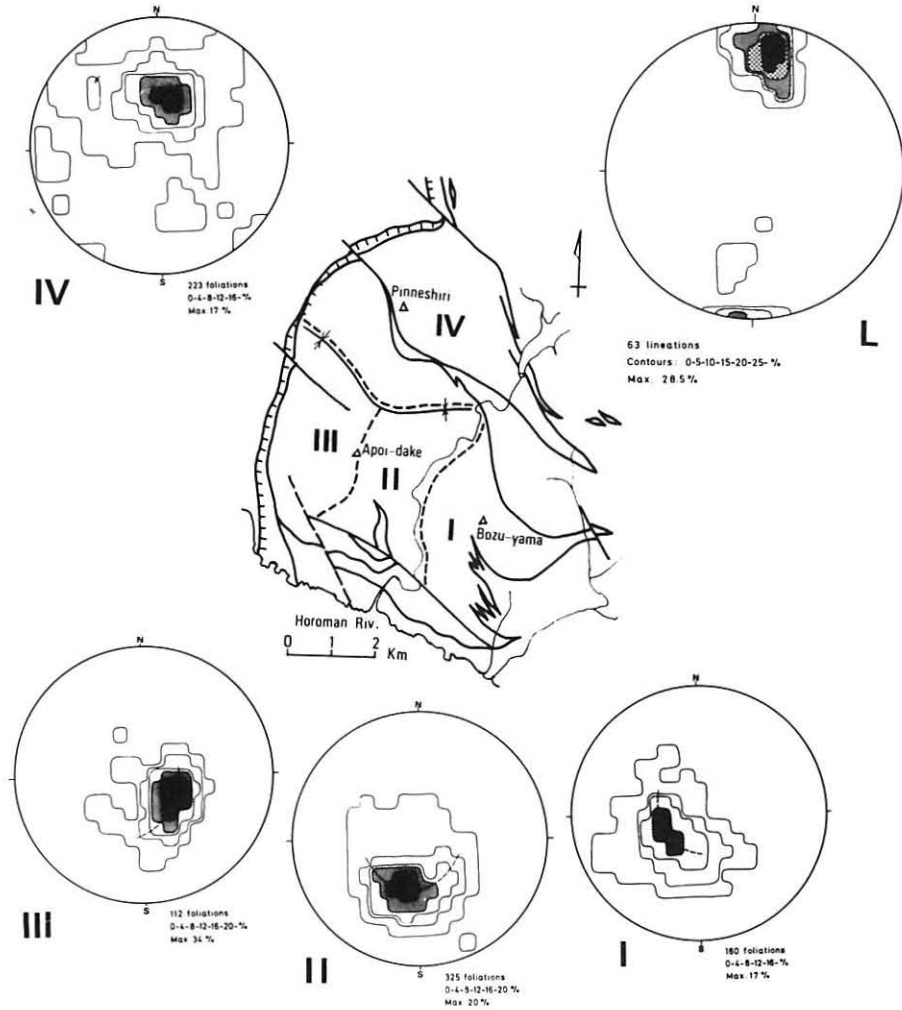 N
S
IV
223 foliations
0-4-8-12-16-%
Max 17 %
N
L
63 lineations
Contours: 0-5-10-15-20-25- %
Max. 28.5%
Pinneshiri
IV
III
Apoi-dake
II
I
Bozu-yama
Horoman Riv.
0 1 2
Km
N
S
III
112 foliations
0-4-8-12-16-20-%
Max 34 %
N
S
II
325 foliations
0-4-8-12-16-20 %
Max 20 %
N
S
I
160 foliations
0-4-8-12-16-%
Max. 17%